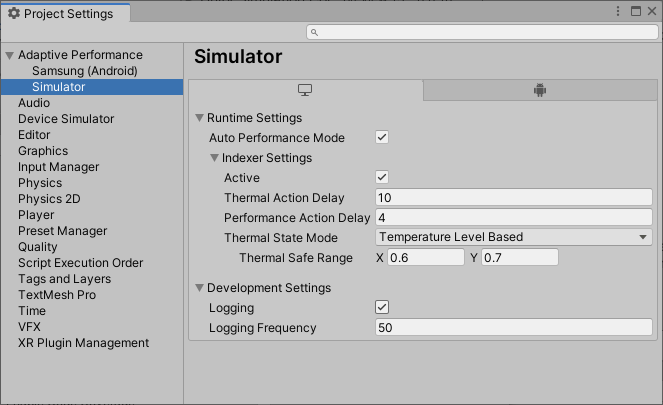 Project Settings
Adaptive Performance
Samsung (Android)
Simulator
Audio
Device Simulator
Editor
Graphics
Input Manager
Physics
Physics 2D
Player
Preset Manager
Quality
Script Execution Order
Tags and Layers
TextMesh Pro
Time
VFX
XR Plugin Management
Simulator
Runtime Settings
Auto Performance Mode
Indexer Settings
Active
Thermal Action Delay 10
Performance Action Delay 4
Thermal State Mode Temperature Level Based
Thermal Safe Range X 0.6 Y 0.7
Development Settings
Logging
Logging Frequency 50